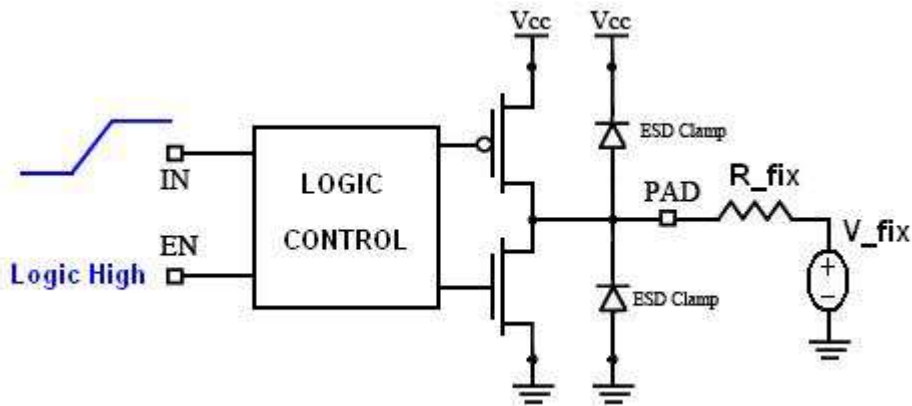 Vcc Vcc
ESD Clamp
IN
LOGIC
CONTROL
PAD
R_fix
EN
V_fix
Logic High
ESD Clamp